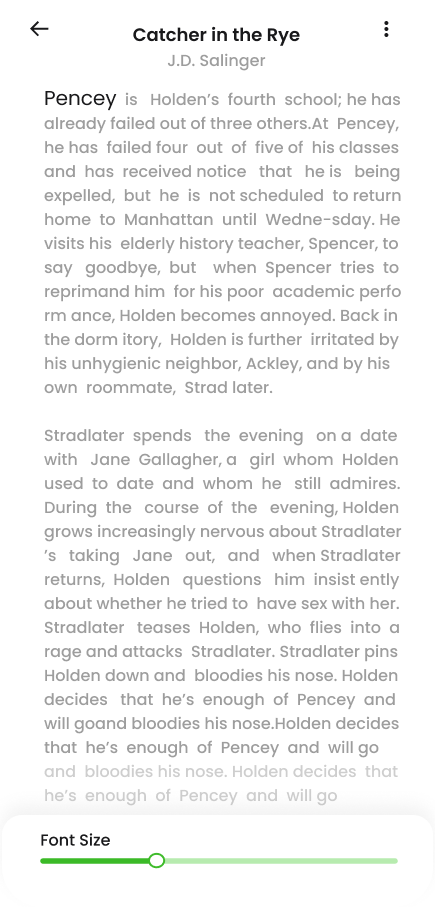 Catcher in the Rye
J.D. Salinger
Pencey is Holden’s fourth school; he has
already failed out of three others.At Pencey,
he has failed four out of five of his classes
and has received notice that he is being
expelled, but he is not scheduled to return
home to Manhattan until Wedne-sday. He
visits his elderly history teacher, Spencer, to
say goodbye, but when Spencer tries to
reprimand him for his poor academic perfo
rm ance, Holden becomes annoyed. Back in
the dorm itory, Holden is further irritated by
his unhygienic neighbor, Ackley, and by his
own roommate, Strad later.
Stradlater spends the evening on a date
with Jane Gallagher, a girl whom Holden
used to date and whom he still admires.
During the course of the evening, Holden
grows increasingly nervous about Stradlater
’s taking Jane out, and when Stradlater
returns, Holden questions him insist ently
about whether he tried to have sex with her.
Stradlater teases Holden, who flies into a
rage and attacks Stradlater. Stradlater pins
Holden down and bloodies his nose. Holden
decides that he’s enough of Pencey and
will goand bloodies his nose.Holden decides
that he’s enough of Pencey and will go
and bloodies his nose. Holden decides that
he’s enough of Pencey and will go
Font Size